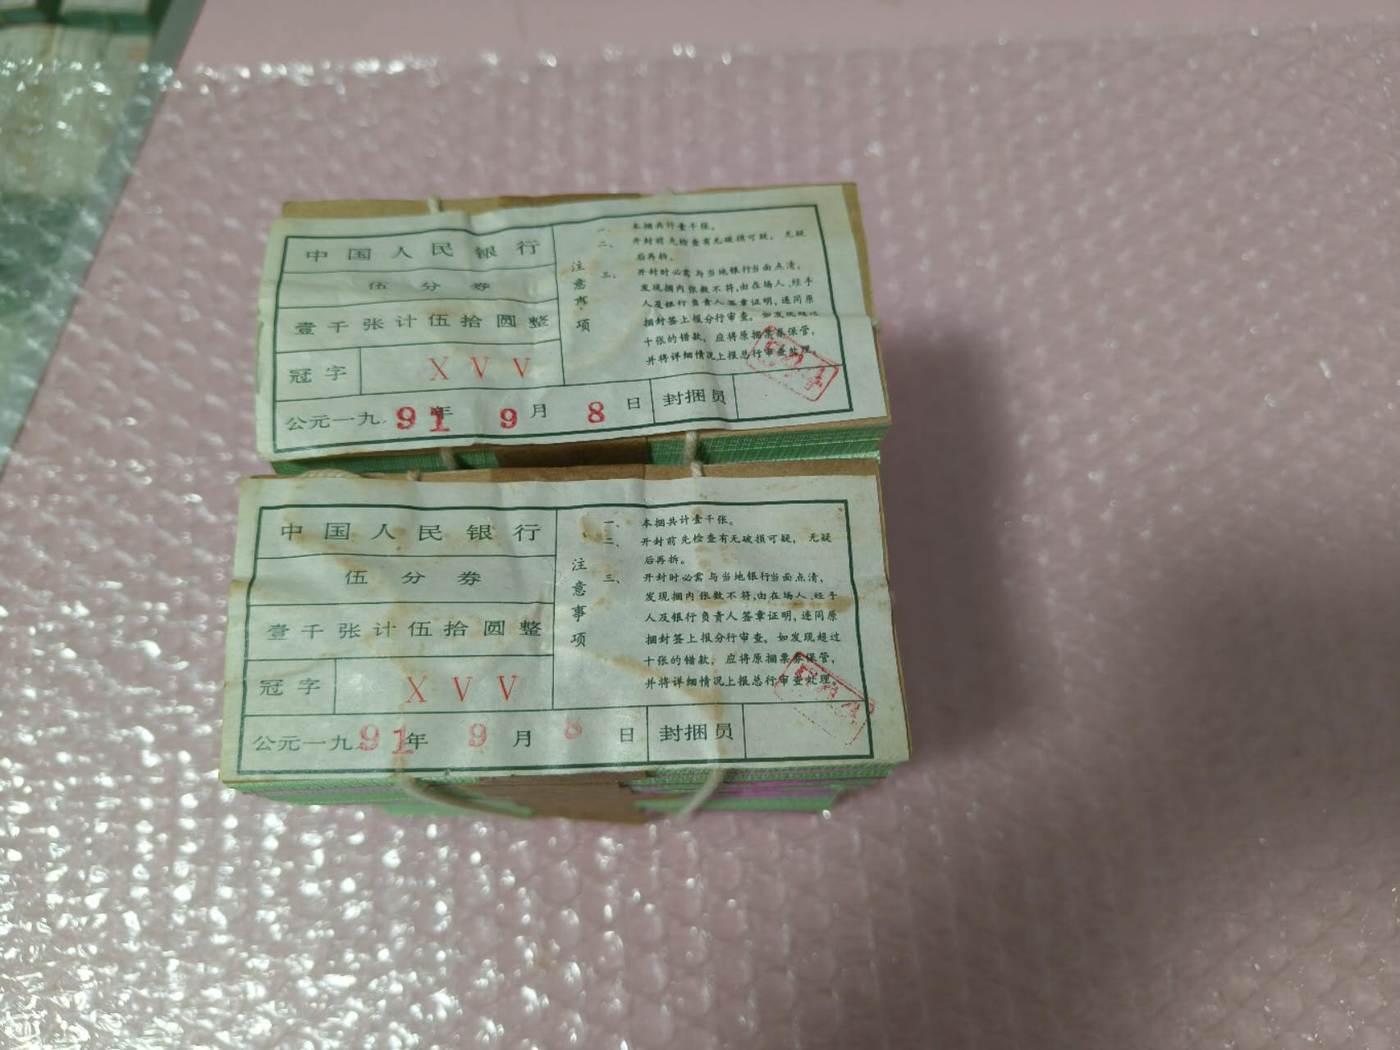 中国人民银行
伍分券
壹千张计伍拾圆整
冠字 XVV
公元一九91年9月8日 封捆员
注意事项
一、本捆共计壹千张。
二、开封前先检查有无破损可疑，无疑
后再拆。
三、开封时必需与当地银行当面点清，
发现捆内张数不符，由在场人、经手
人及银行负责人签章证明，连同原
捆封签上报分行审查。如发现超过
十张的错款，应将原捆票券保管，
并将详细情况上报总行审查处理。
中国人民银行
伍分券
壹千张计伍拾圆整
冠字 XVV
公元一九91年9月8日 封捆员
注意事项
一、本捆共计壹千张。
二、开封前先检查有无破损可疑，无疑
后再拆。
三、开封时必需与当地银行当面点清，
发现捆内张数不符，由在场人、经手
人及银行负责人签章证明，连同原
捆封签上报分行审查。如发现超过
十张的错款，应将原捆票券保管，
并将详细情况上报总行审查处理。